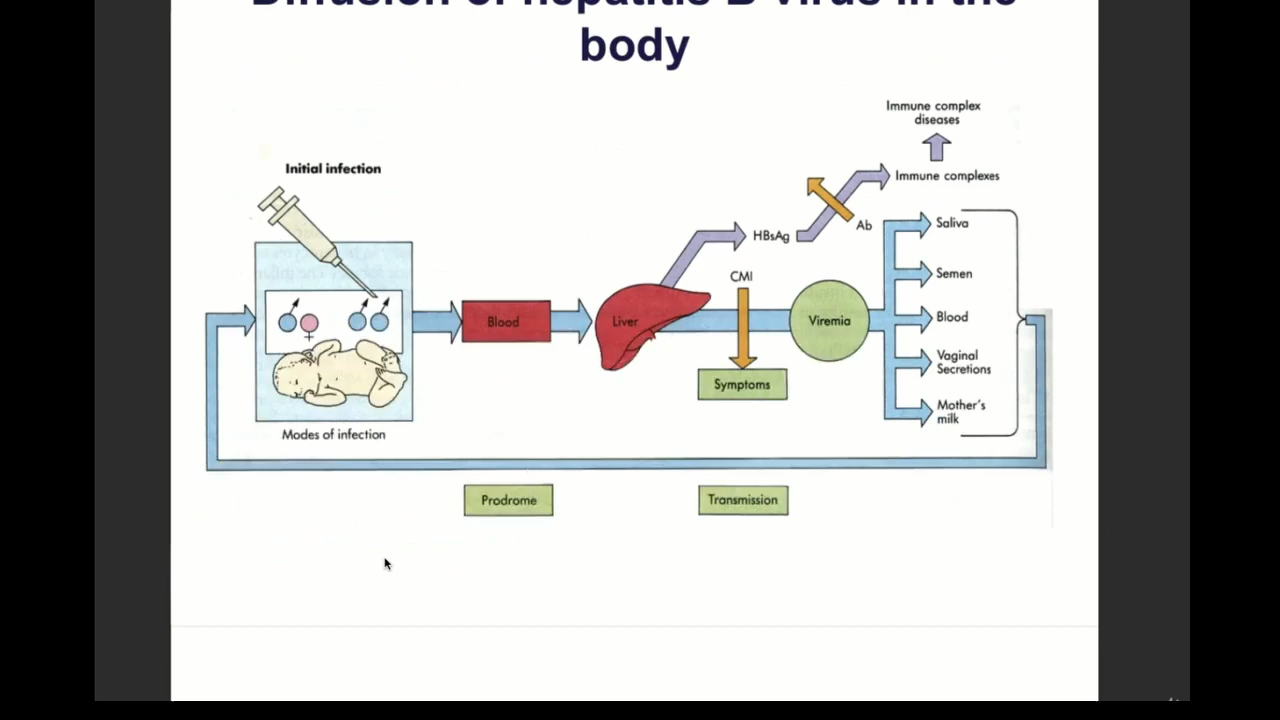 Diffusion of hepatitis B virus in the
body
Immune complex
diseases
Initial infection
Immune complexes
Ab
Saliva
HBsAg
CMI
Semen
Blood
Liver
Viremia
Blood
Vaginal
Secretions
Symptoms
Mother's
milk
Modes of infection
Prodrome
Transmission